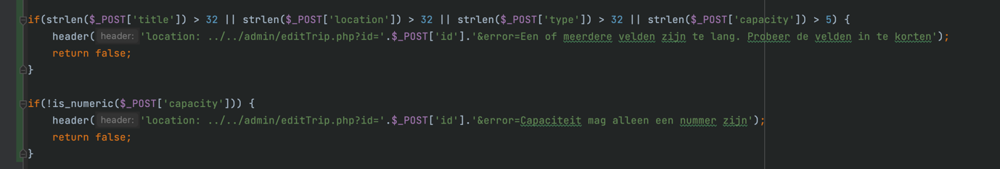 if(strlen($_POST['title']) > 32 || strlen($_POST['location']) > 32 || strlen($_POST['type']) > 32 || strlen($_POST['capacity']) > 5) {
header( header: 'location: ../../admin/editTrip.php?id='.$_POST['id'].'&error=Een of meerdere velden zijn te lang. Probeer de velden in te korten');
return false;
}
if(!is_numeric($_POST['capacity'])) {
header( header: 'location: ../../admin/editTrip.php?id='.$_POST['id'].'&error=Capaciteit mag alleen een nummer zijn');
return false;
}